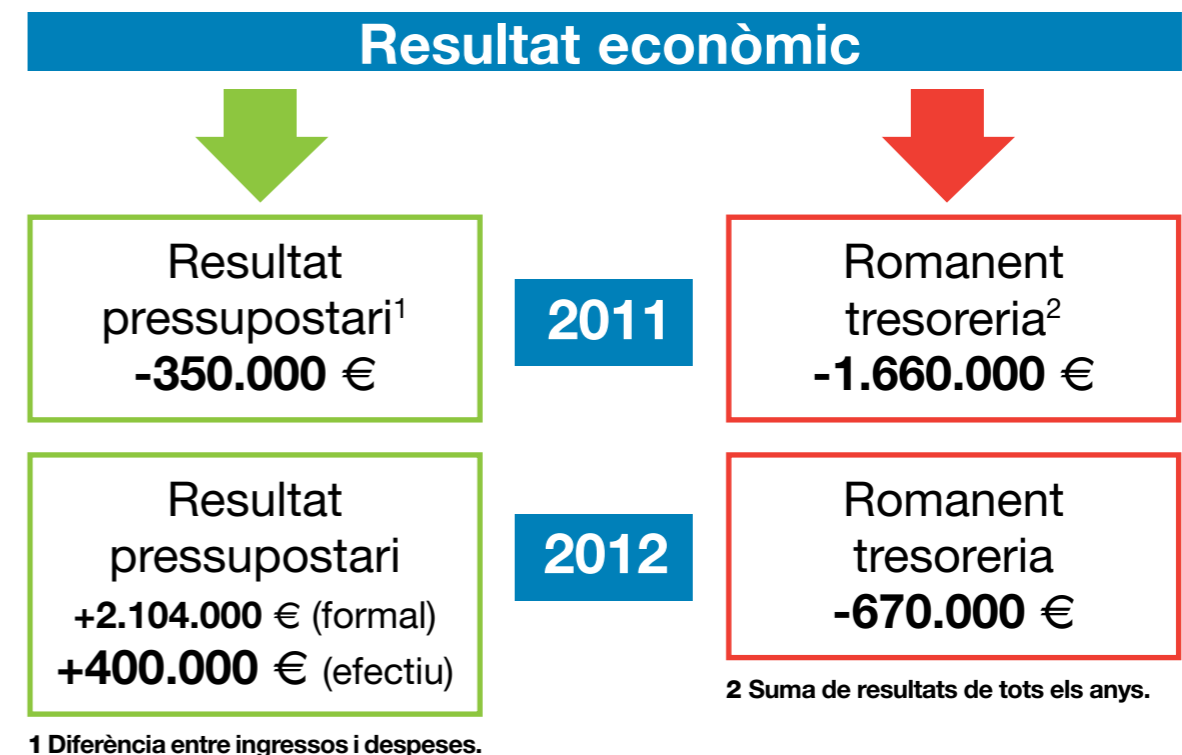 Resultat econòmic
Resultat
pressupostari¹
-350.000 €
2011
Romanent
tresoreria²
-1.660.000 €
Resultat
pressupostari
+2.104.000 € (formal)
+400.000 € (efectiu)
2012
Romanent
tresoreria
-670.000 €
2 Suma de resultats de tots els anys.
1 Diferència entre ingressos i despeses.